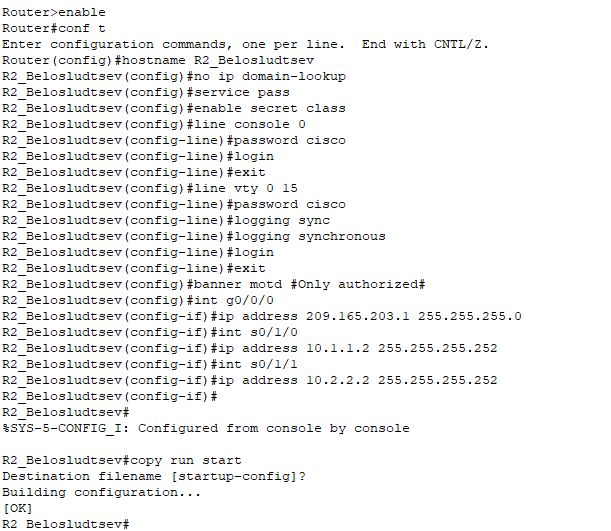 Router>enable
Router#conf t
Enter configuration commands, one per line.  End with CNTL/Z.
Router(config)#hostname R2_Belosludtsev
R2_Belosludtsev(config)#no ip domain-lookup
R2_Belosludtsev(config)#service pass
R2_Belosludtsev(config)#enable secret class
R2_Belosludtsev(config)#line console 0
R2_Belosludtsev(config-line)#password cisco
R2_Belosludtsev(config-line)#login
R2_Belosludtsev(config-line)#exit
R2_Belosludtsev(config)#line vty 0 15
R2_Belosludtsev(config-line)#password cisco
R2_Belosludtsev(config-line)#logging sync
R2_Belosludtsev(config-line)#logging synchronous
R2_Belosludtsev(config-line)#login
R2_Belosludtsev(config-line)#exit
R2_Belosludtsev(config)#banner motd #Only authorized#
R2_Belosludtsev(config)#int g0/0/0
R2_Belosludtsev(config-if)#ip address 209.165.203.1 255.255.255.0
R2_Belosludtsev(config-if)#int s0/1/0
R2_Belosludtsev(config-if)#ip address 10.1.1.2 255.255.255.252
R2_Belosludtsev(config-if)#int s0/1/1
R2_Belosludtsev(config-if)#ip address 10.2.2.2 255.255.255.252
R2_Belosludtsev(config-if)#
R2_Belosludtsev#
%SYS-5-CONFIG_I: Configured from console by console
R2_Belosludtsev#copy run start
Destination filename [startup-config]?
Building configuration...
[OK]
R2_Belosludtsev#